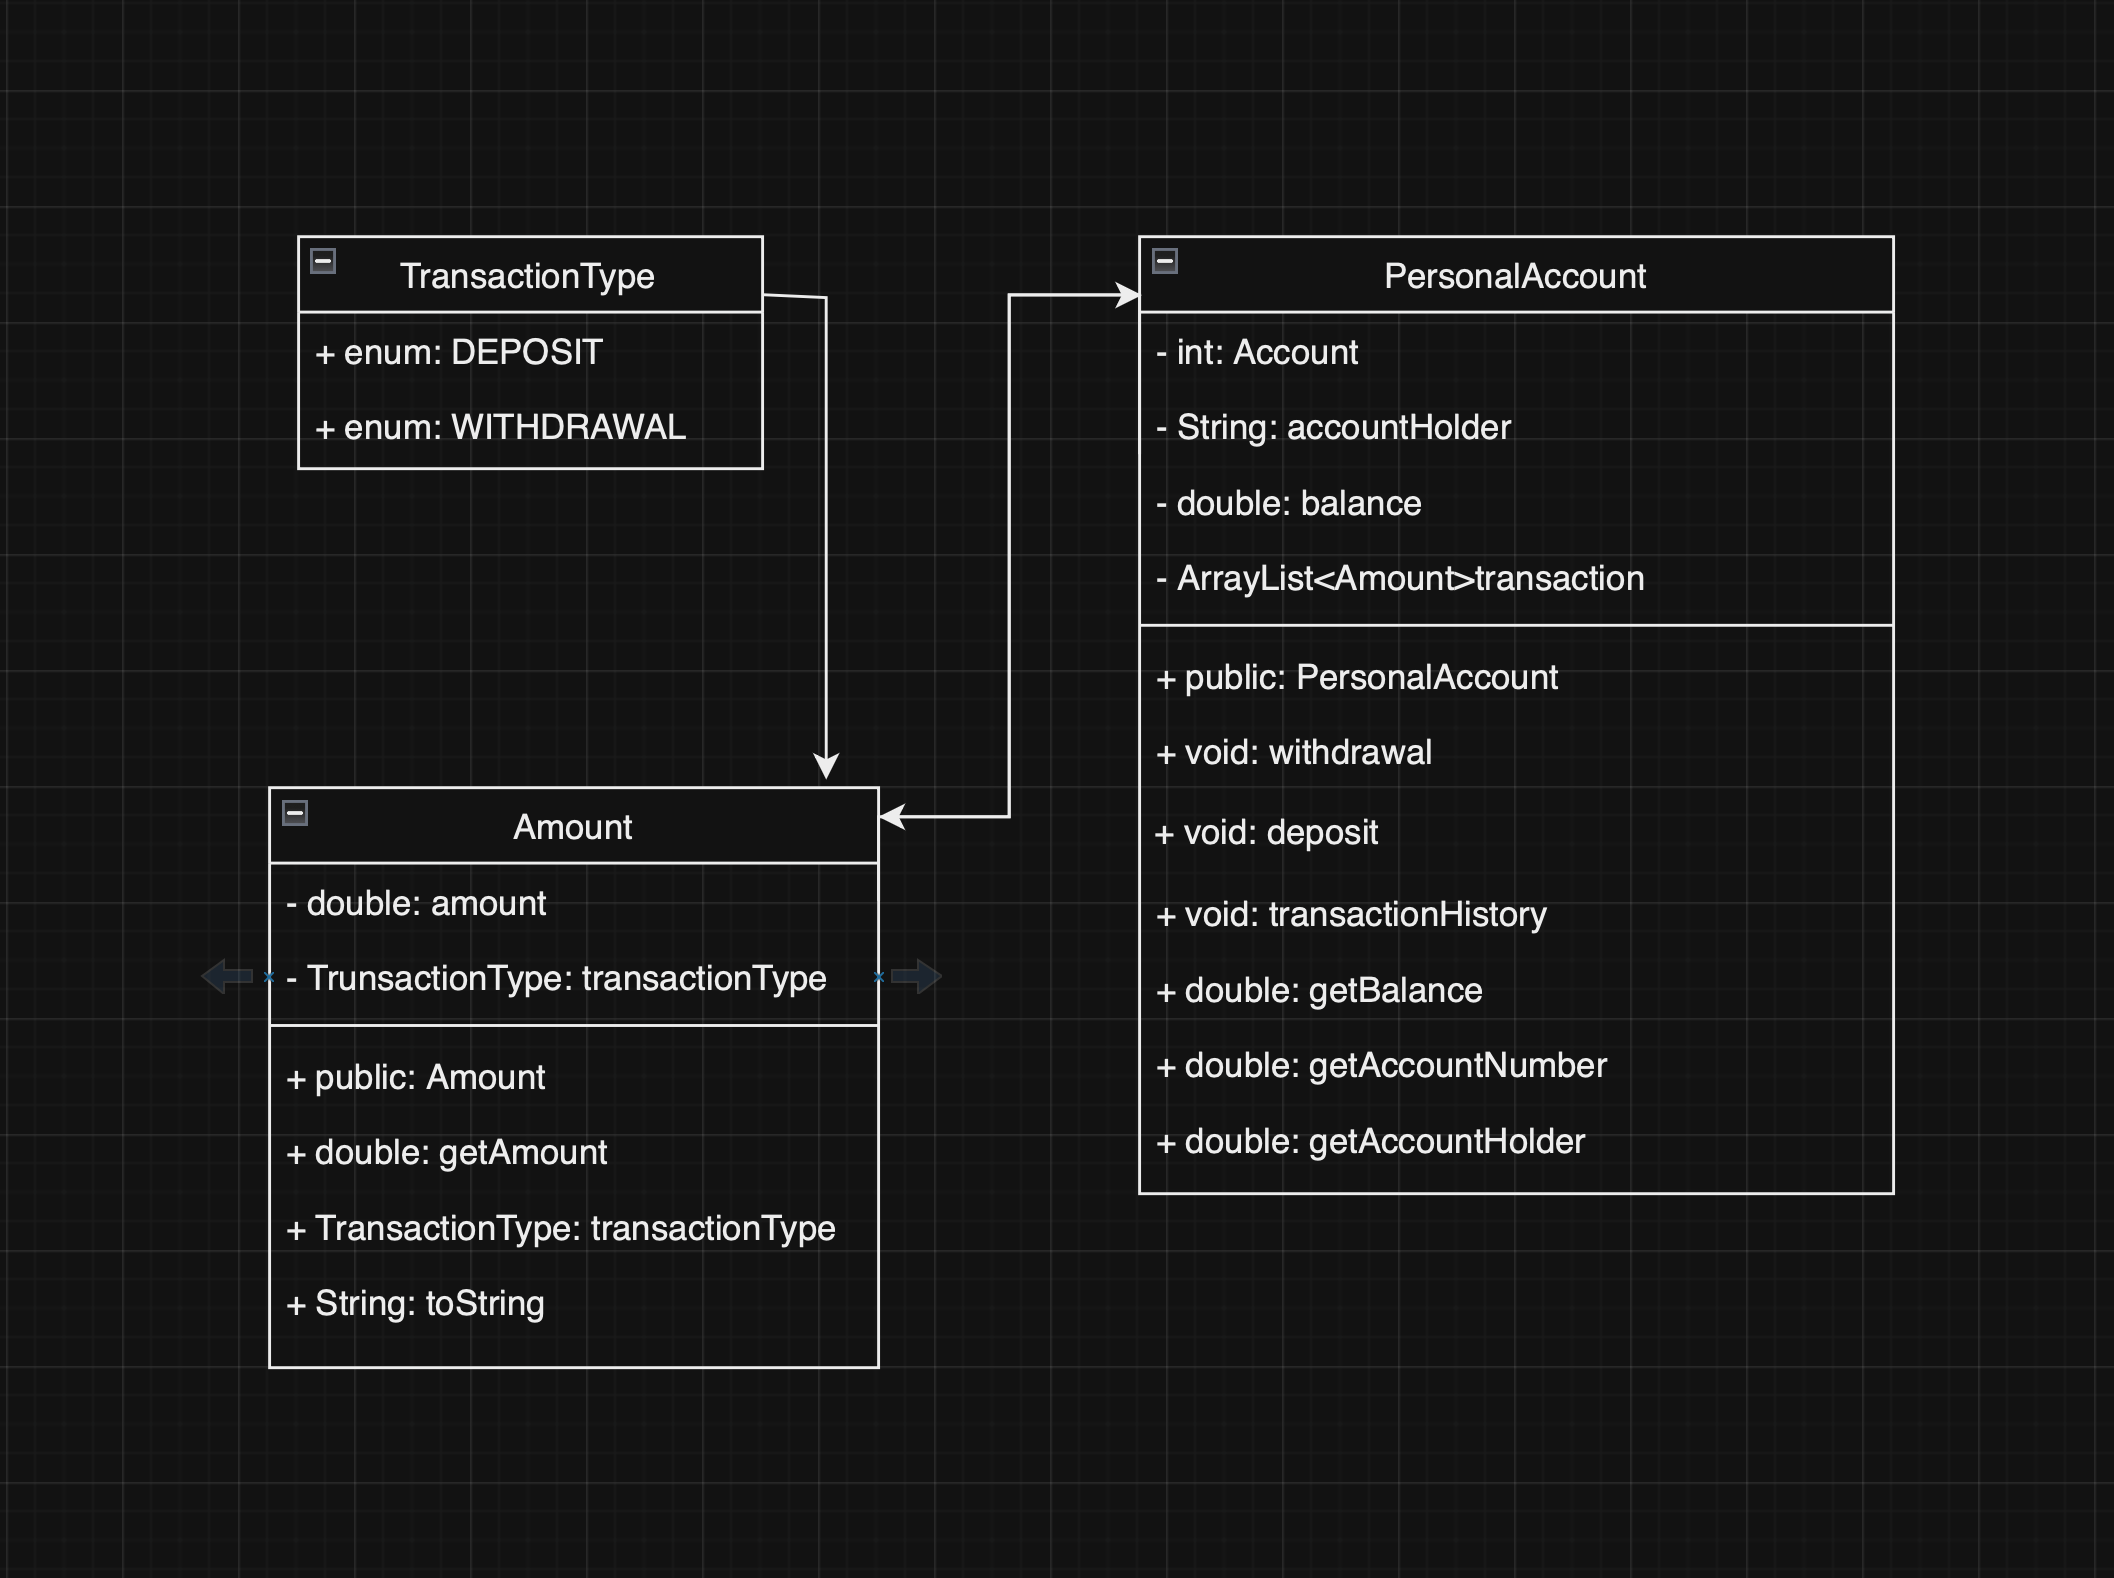 TransactionType
+ enum: DEPOSIT
+ enum: WITHDRAWAL
PersonalAccount
- int: Account
- String: accountHolder
- double: balance
- ArrayList<Amount>transaction
+ public: PersonalAccount
+ void: withdrawal
+ void: deposit
+ void: transactionHistory
+ double: getBalance
+ double: getAccountNumber
+ double: getAccountHolder
Amount
- double: amount
- TrunsactionType: transactionType
+ public: Amount
+ double: getAmount
+ TransactionType: transactionType
+ String: toString